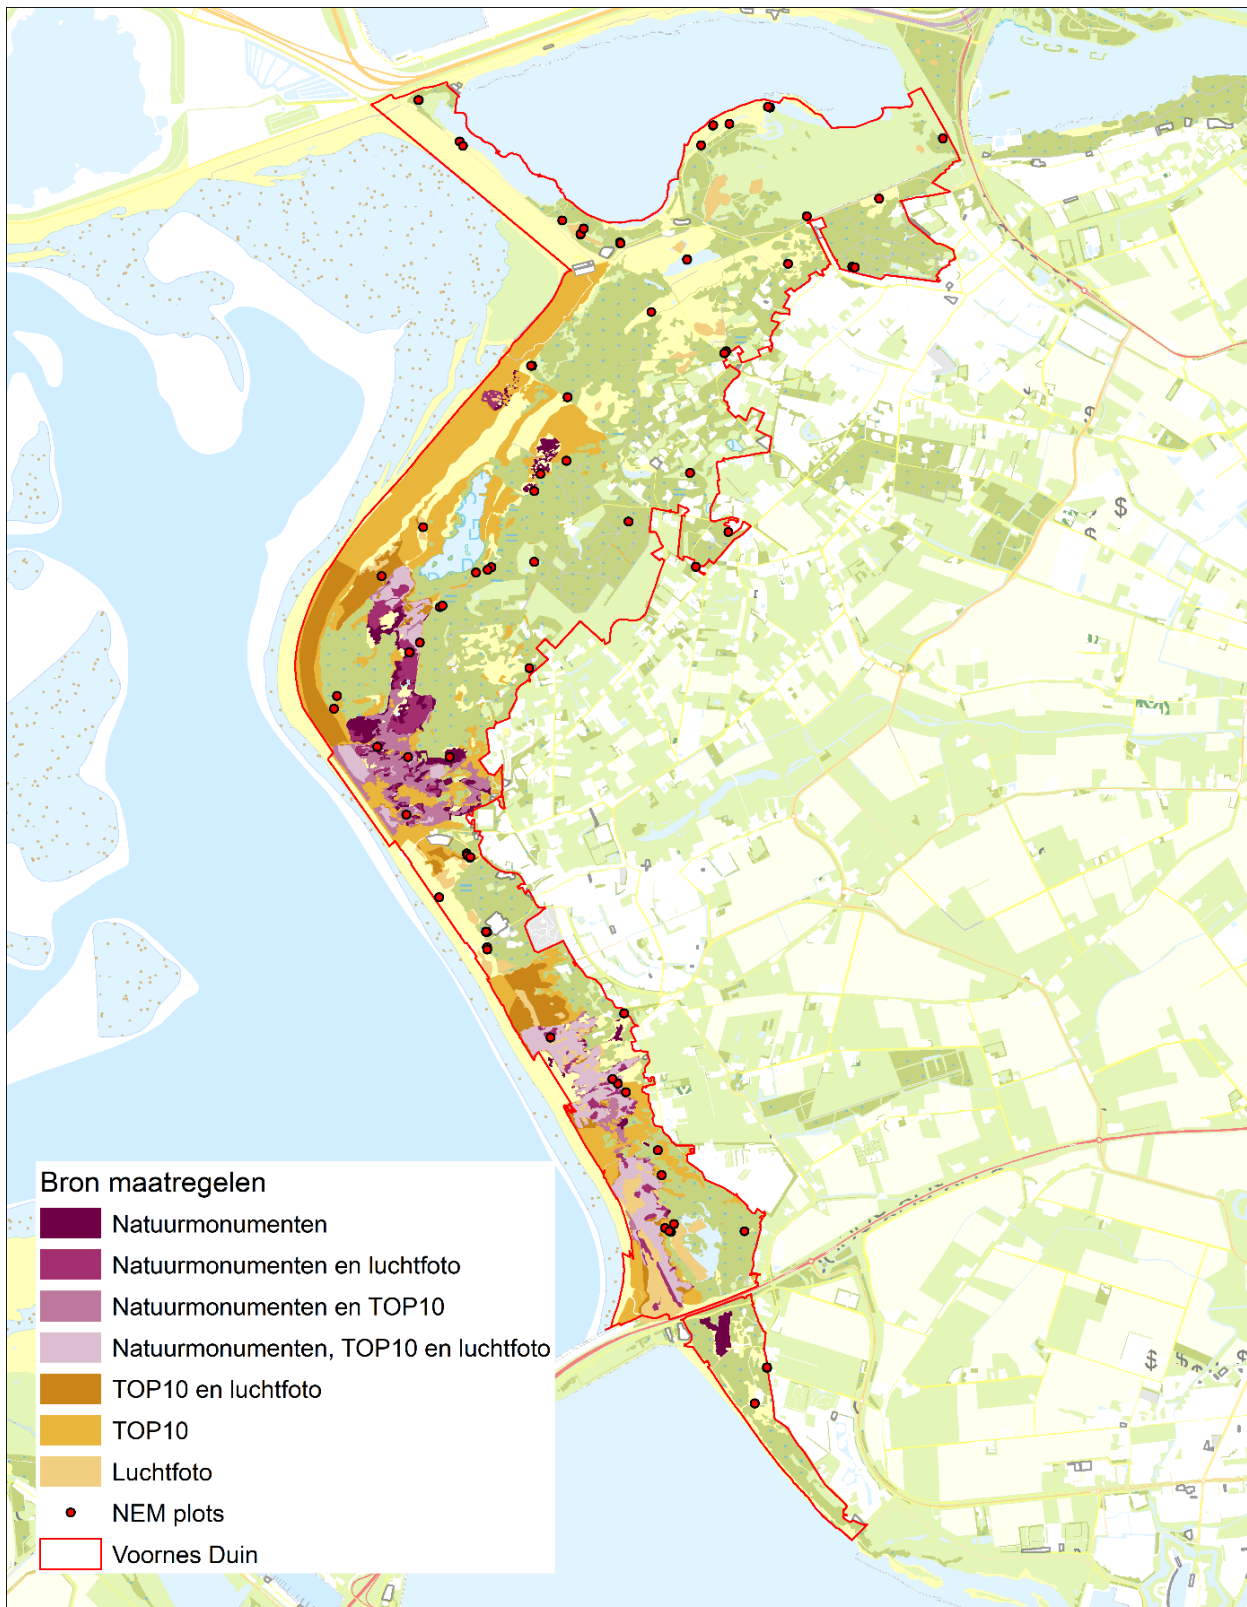 Bron maatregelen
Natuurmonumenten
Natuurmonumenten en luchtfoto
Natuurmonumenten en TOP10
Natuurmonumenten, TOP10 en luchtfoto
TOP10 en luchtfoto
TOP10
Luchtfoto
NEM plots
Voornes Duin